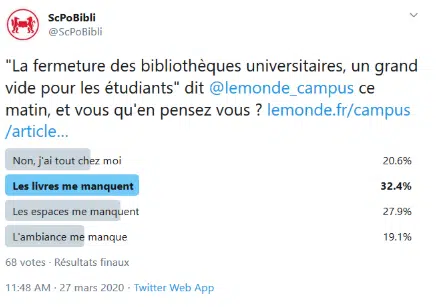 ScPoBibli
@ScPoBibli
"La fermeture des bibliothèques universitaires, un grand
vide pour les étudiants" dit @lemonde_campus ce
matin, et vous qu'en pensez vous ? lemonde.fr/campus
/article...
Non, j'ai tout chez moi 20.6%
Les livres me manquent 32.4%
Les espaces me manquent 27.9%
L'ambiance me manque 19.1%
68 votes · Résultats finaux
11:48 AM · 27 mars 2020 · Twitter Web App